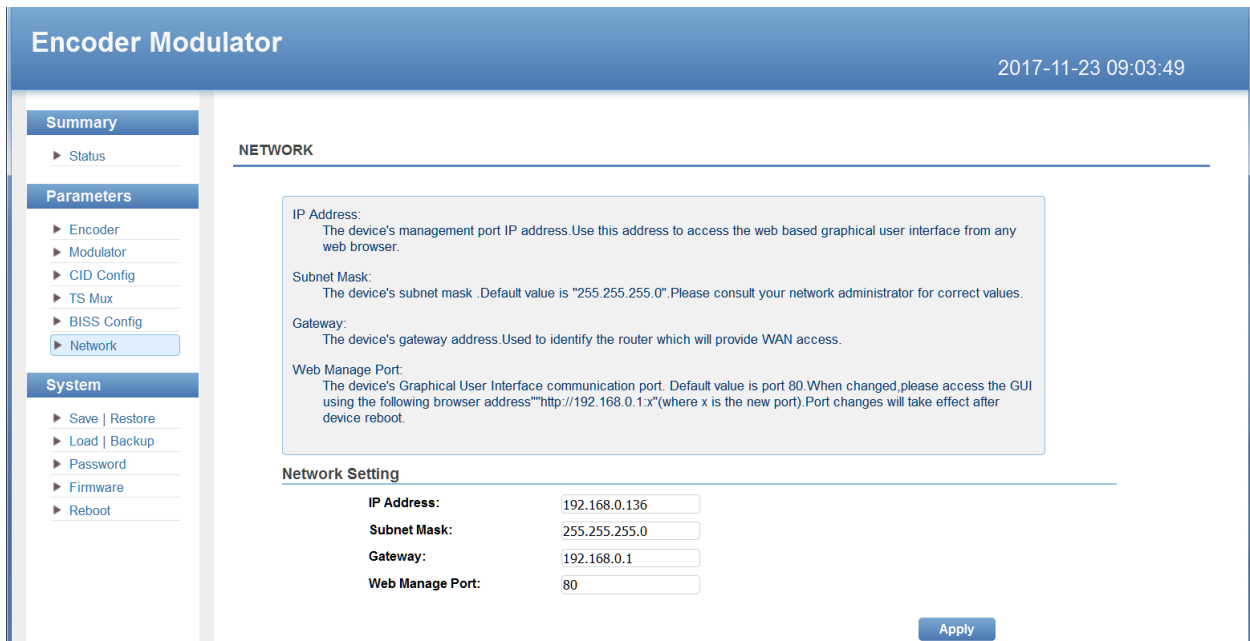 Encoder Modulator
2017-11-23 09:03:49
Summary
Status
Parameters
Encoder
Modulator
CID Config
TS Mux
BISS Config
Network
System
Save | Restore
Load | Backup
Password
Firmware
Reboot
NETWORK
IP Address:
The device's management port IP address.Use this address to access the web based graphical user interface from any
web browser.
Subnet Mask:
The device's subnet mask .Default value is "255.255.255.0".Please consult your network administrator for correct values.
Gateway:
The device's gateway address.Used to identify the router which will provide WAN access.
Web Manage Port:
The device's Graphical User Interface communication port. Default value is port 80.When changed,please access the GUI
using the following browser address""http://192.168.0.1:x"(where x is the new port).Port changes will take effect after
device reboot.
Network Setting
IP Address: 192.168.0.136
Subnet Mask: 255.255.255.0
Gateway: 192.168.0.1
Web Manage Port: 80
Apply